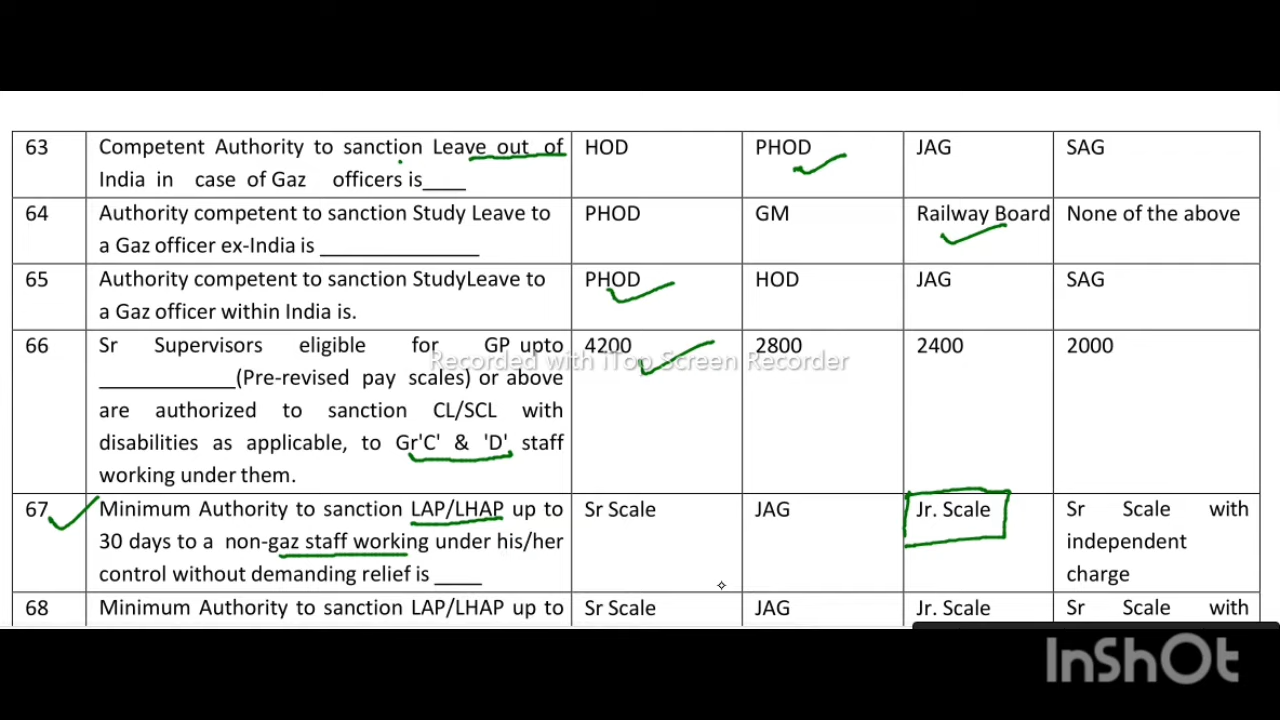 63 Competent Authority to sanction Leave out of HOD PHOD JAG SAG
India in case of Gaz officers is____
64 Authority competent to sanction Study Leave to PHOD GM Railway Board None of the above
a Gaz officer ex-India is _______________
65 Authority competent to sanction StudyLeave to PHOD HOD JAG SAG
a Gaz officer within India is.
66 Sr Supervisors eligible for GP upto 4200 2800 2400 2000
Recorded with iTop Screen Recorder
_____________(Pre-revised pay scales) or above
are authorized to sanction CL/SCL with
disabilities as applicable, to Gr'C' & 'D' staff
working under them.
67 Minimum Authority to sanction LAP/LHAP up to Sr Scale JAG Jr. Scale Sr Scale with
30 days to a non-gaz staff working under his/her independent
control without demanding relief is ____ charge
68 Minimum Authority to sanction LAP/LHAP up to Sr Scale JAG Jr. Scale Sr Scale with
InShOt